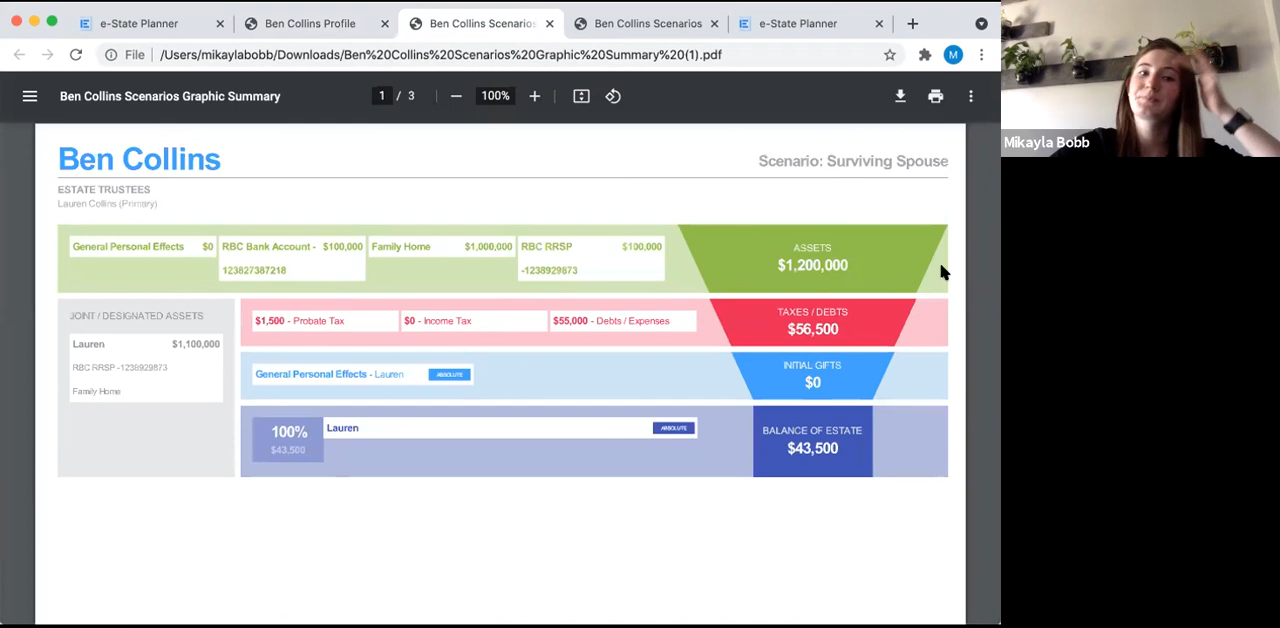 e-State Planner
Ben Collins Profile
Ben Collins Scenarios
Ben Collins Scenarios
e-State Planner
File /Users/mikaylabobb/Downloads/Ben%20Collins%20Scenarios%20Graphic%20Summary%20(1).pdf
M
Ben Collins Scenarios Graphic Summary
1 / 3
100%
Mikayla Bobb
Ben Collins
Scenario: Surviving Spouse
ESTATE TRUSTEES
Lauren Collins (Primary)
General Personal Effects $0
RBC Bank Account - $100,000
123827387218
Family Home $1,000,000
RBC RRSP $100,000
-1238929873
ASSETS
$1,200,000
JOINT / DESIGNATED ASSETS
Lauren $1,100,000
RBC RRSP -1238929873
Family Home
$1,500 - Probate Tax
$0 - Income Tax
$55,000 - Debts / Expenses
TAXES / DEBTS
$56,500
General Personal Effects - Lauren ABSOLUTE
INITIAL GIFTS
$0
100%
$43,500
Lauren ABSOLUTE
BALANCE OF ESTATE
$43,500